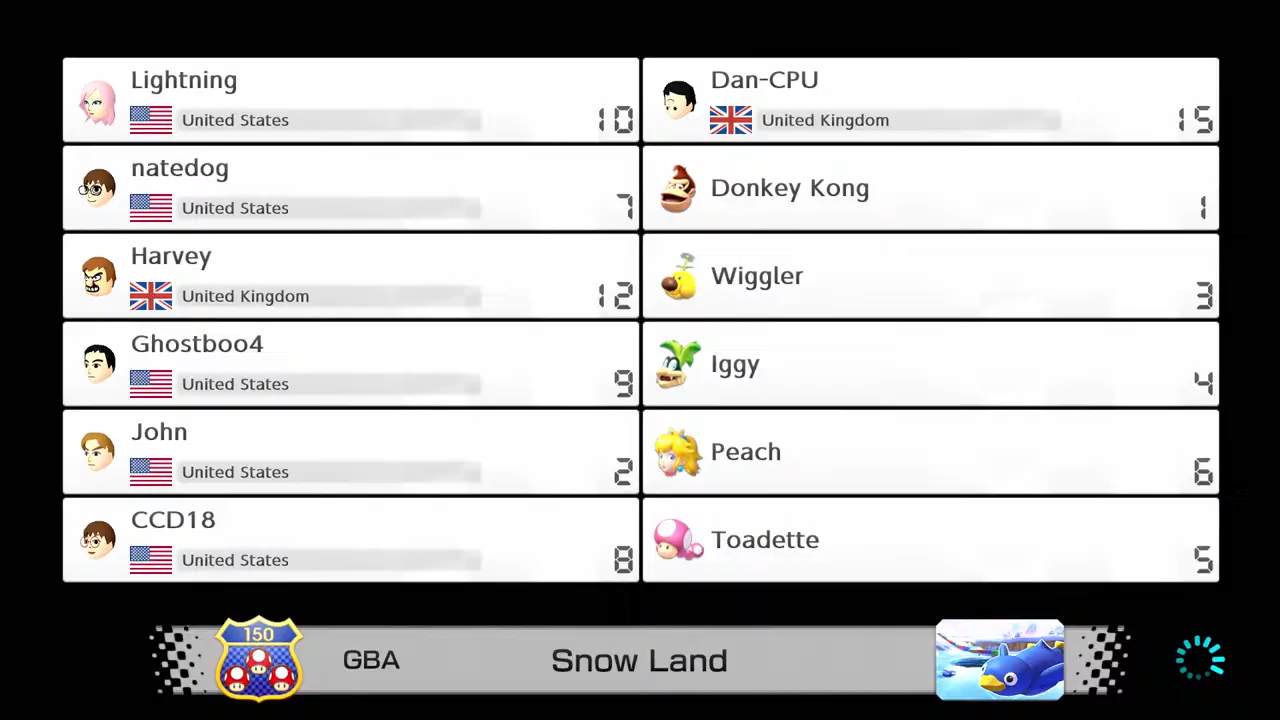 Lightning
United States
10
natedog
United States
7
Harvey
United Kingdom
12
Ghostboo4
United States
9
John
United States
2
CCD18
United States
8
Dan-CPU
United Kingdom
15
Donkey Kong
1
Wiggler
3
Iggy
4
Peach
6
Toadette
5
150
GBA
Snow Land